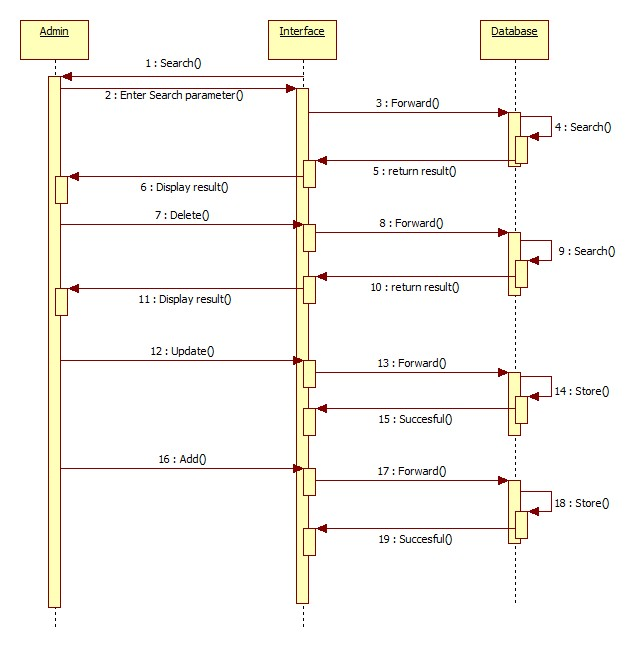 Admin
Interface
Database
1 : Search()
2 : Enter Search parameter()
3 : Forward()
4 : Search()
5 : return result()
6 : Display result()
7 : Delete()
8 : Forward()
9 : Search()
10 : return result()
11 : Display result()
12 : Update()
13 : Forward()
14 : Store()
15 : Succesful()
16 : Add()
17 : Forward()
18 : Store()
19 : Succesful()